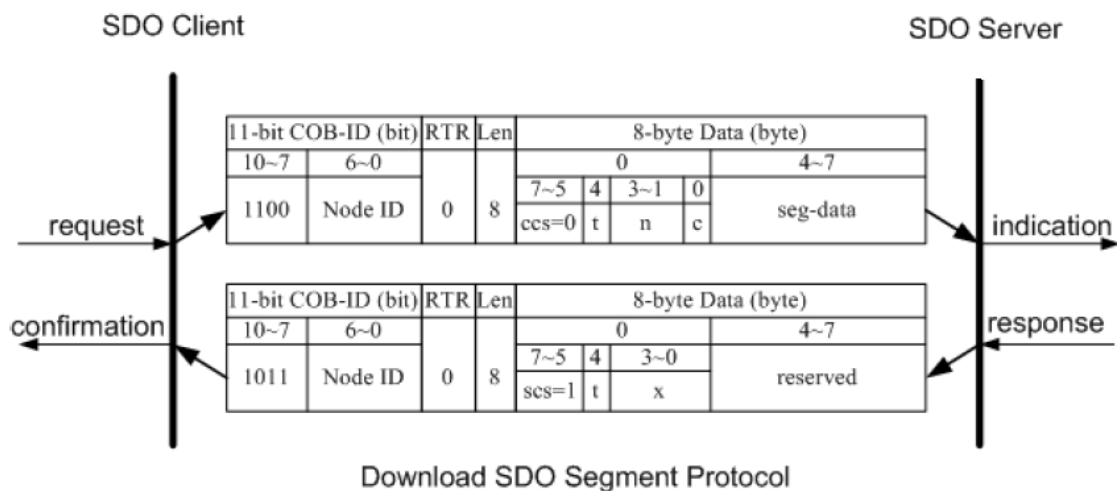 SDO Client
SDO Server
11-bit COB-ID (bit) RTR Len 8-byte Data (byte)
10~7 6~0 0 4~7
7~5 4 3~1 0
1100 Node ID 0 8 seg-data
ccs=0 t n c
request
indication
11-bit COB-ID (bit) RTR Len 8-byte Data (byte)
confirmation
response
10~7 6~0 0 4~7
7~5 4 3~0
1011 Node ID 0 8 reserved
scs=1 t x
Download SDO Segment Protocol